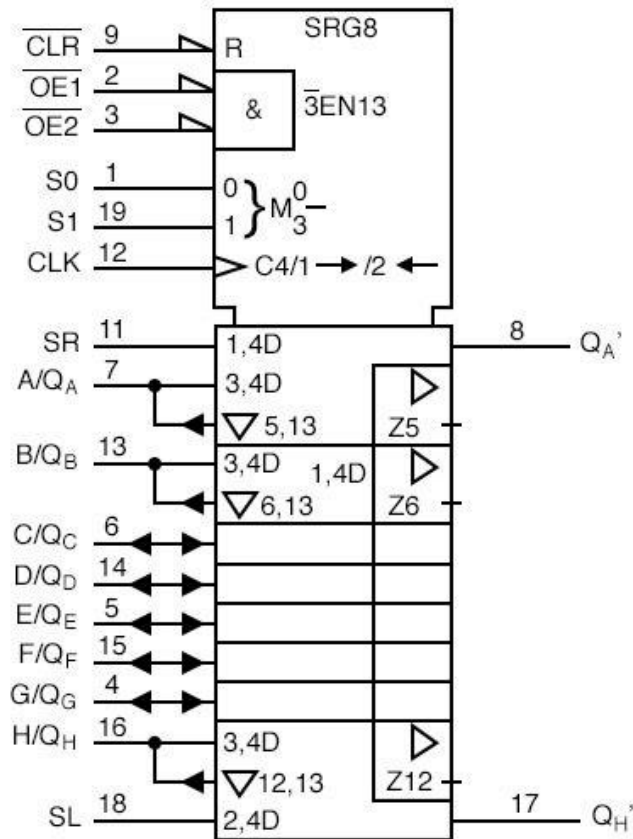 SRG8
CLR 9 R
OE1 2
& 3EN13
OE2 3
S0 1 0
M 0 3
S1 19 1
CLK 12 C4/1 /2
SR 11 1,4D 8 QA'
A/QA 7 3,4D
5,13 Z5
B/QB 13 3,4D 1,4D
6,13 Z6
C/QC 6
D/QD 14
E/QE 5
F/QF 15
G/QG 4
H/QH 16 3,4D
12,13 Z12
SL 18 2,4D 17 QH'